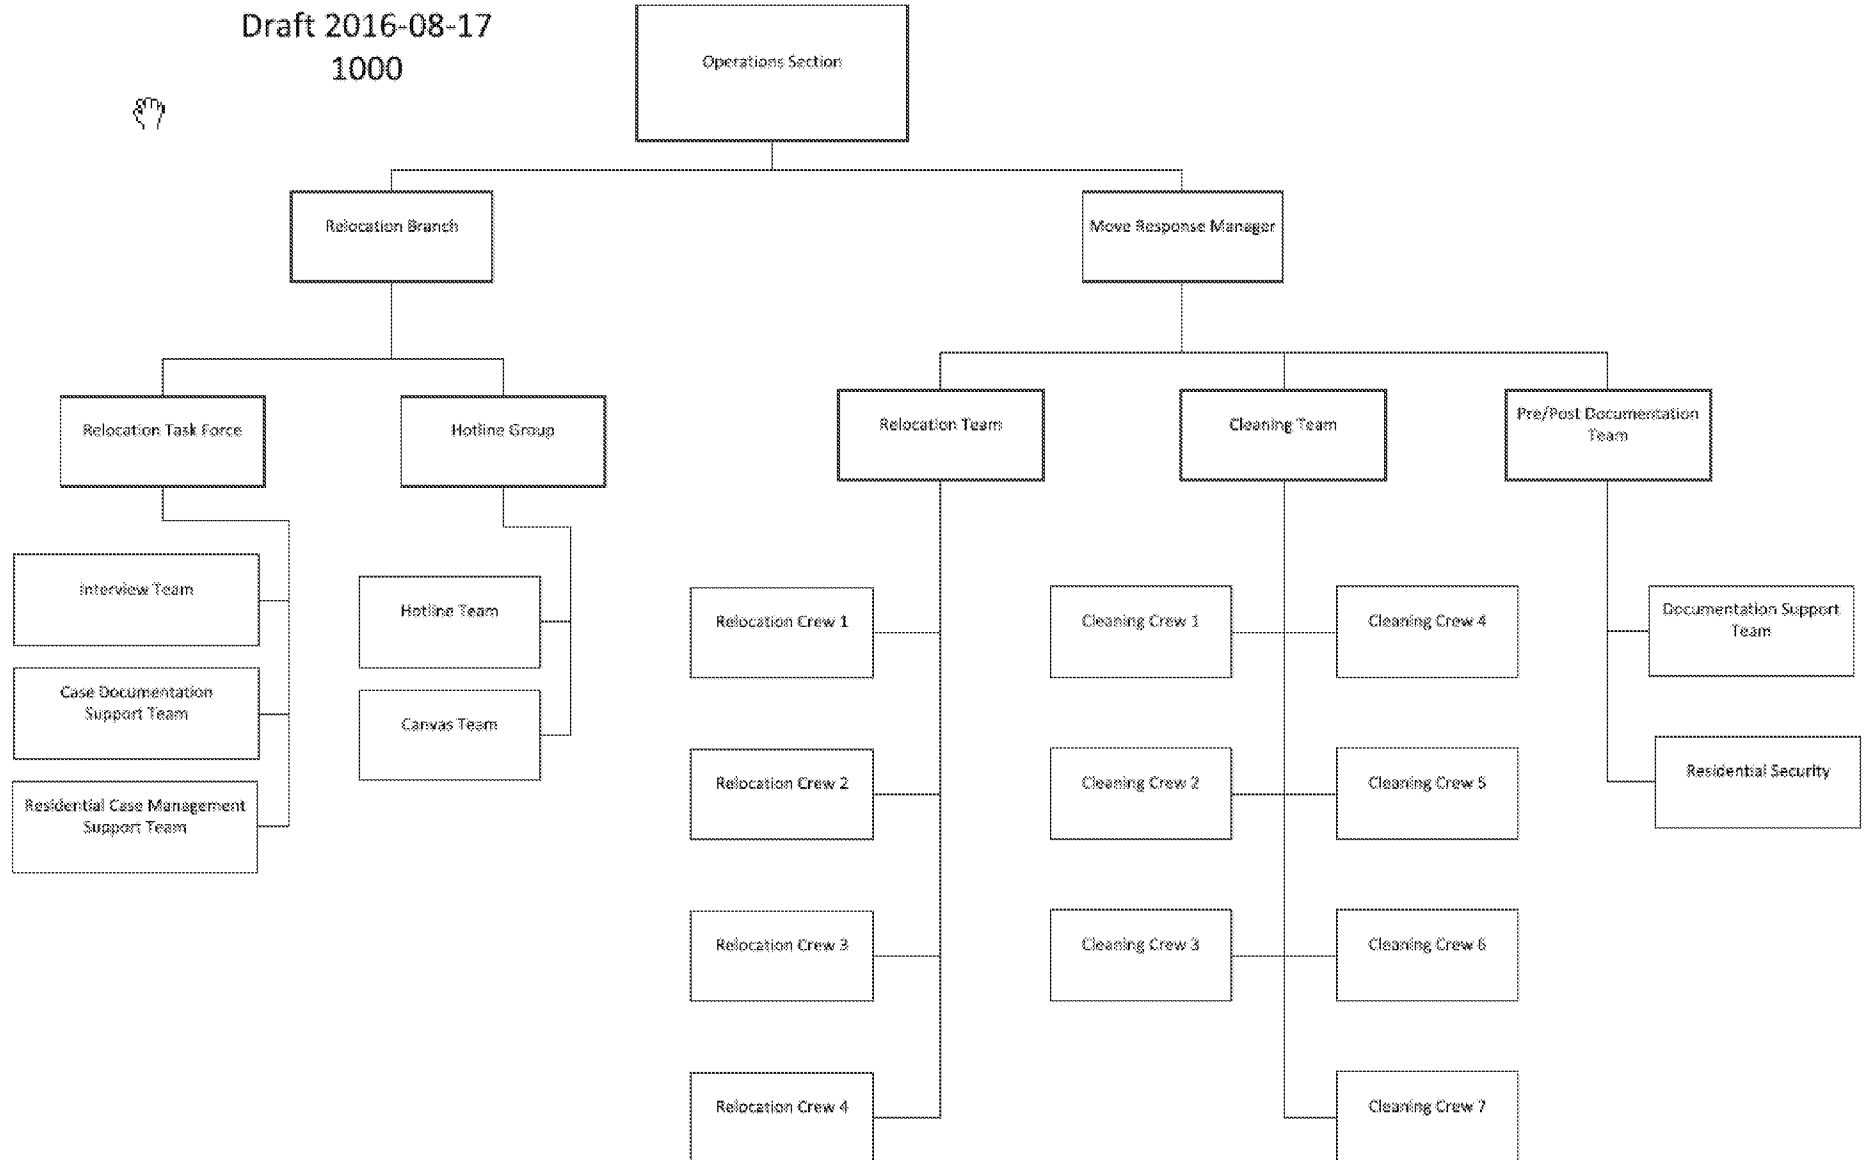 Draft 2016-08-17
1000
Operations Section
Relocation Branch
Move Response Manager
Relocation Task Force
Hotline Group
Relocation Team
Cleaning Team
Pre/Post Documentation
Team
Interview Team
Case Documentation
Support Team
Residential Case Management
Support Team
Hotline Team
Canvas Team
Relocation Crew 1
Relocation Crew 2
Relocation Crew 3
Relocation Crew 4
Cleaning Crew 1
Cleaning Crew 2
Cleaning Crew 3
Cleaning Crew 4
Cleaning Crew 5
Cleaning Crew 6
Cleaning Crew 7
Documentation Support
Team
Residential Security